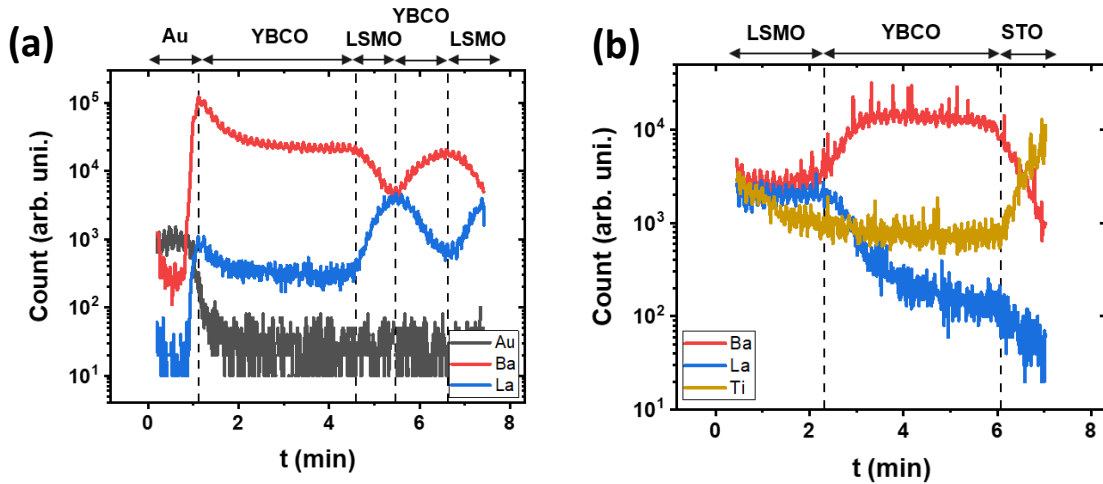 (a)
Au
YBCO
LSMO
YBCO
LSMO
Count (arb. uni.)
10⁵
10⁴
10³
10²
10¹
0 2 4 6 8
t (min)
Au
Ba
La
(b)
LSMO
YBCO
STO
Count (arb. uni.)
10⁴
10³
10²
10¹
0 2 4 6 8
t (min)
Ba
La
Ti